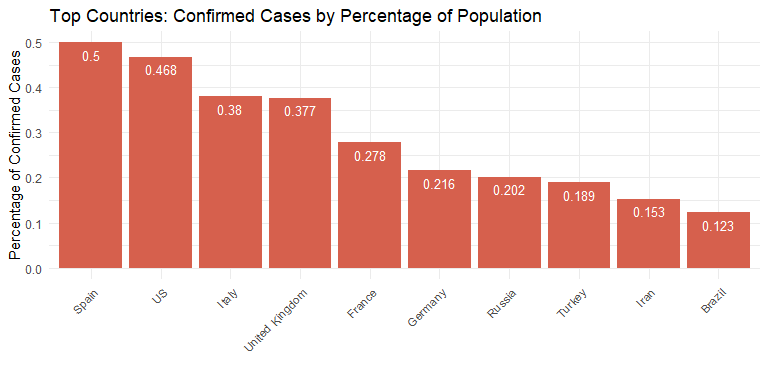 Top Countries: Confirmed Cases by Percentage of Population
Percentage of Confirmed Cases
0.5
0.4
0.3
0.2
0.1
0.0
0.5
0.468
0.38
0.377
0.278
0.216
0.202
0.189
0.153
0.123
Spain
US
Italy
United Kingdom
France
Germany
Russia
Turkey
Iran
Brazil